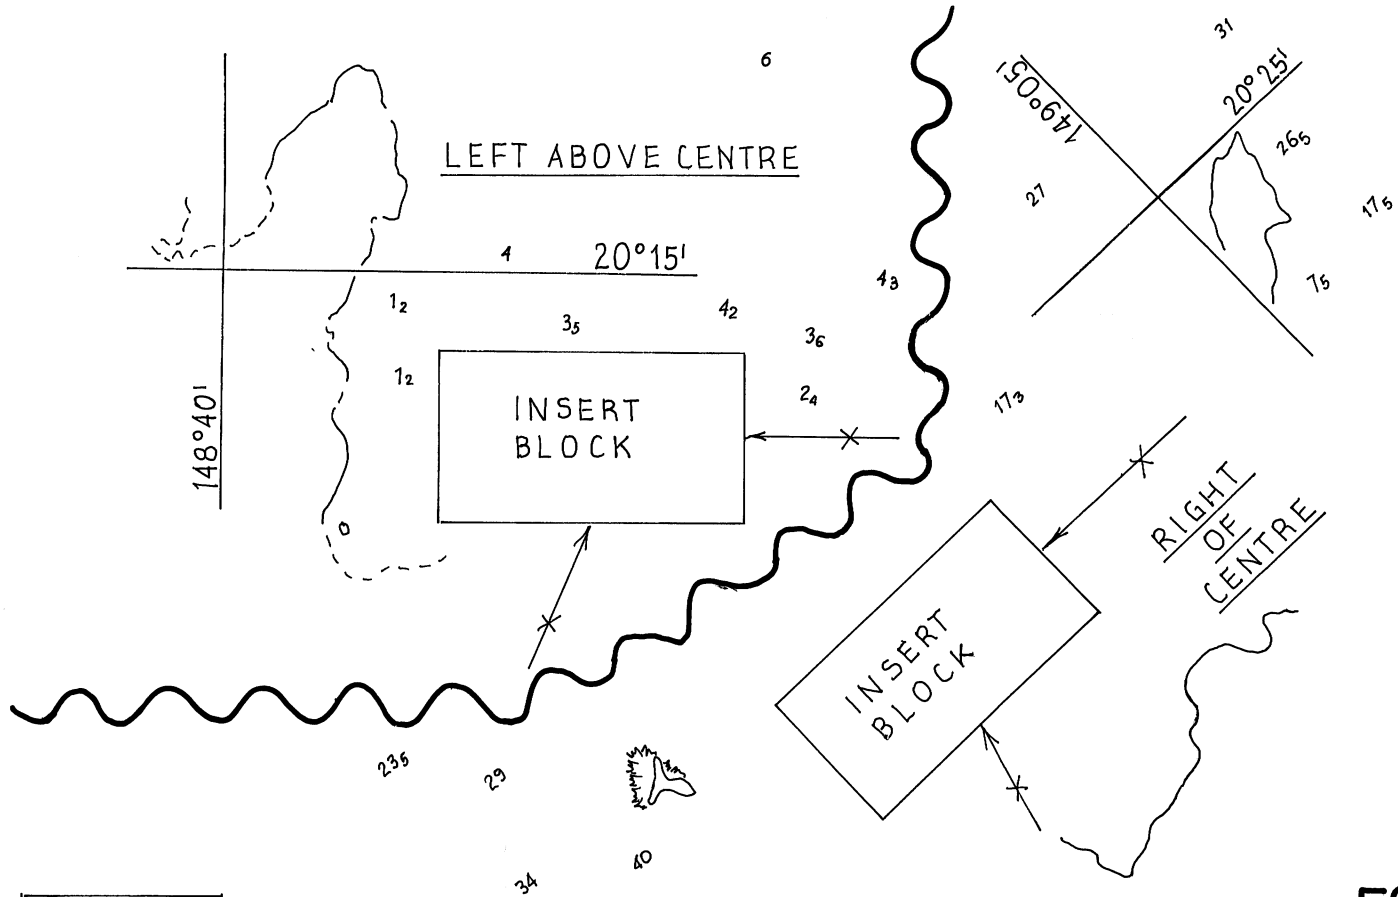 6
LEFT ABOVE CENTRE
4
20°15'
1₂
3₅
4₂
4₃
3₆
1₂
2₄
148°40'
INSERT
BLOCK
31
149°05'
20°25'
26₅
27
17₅
7₅
17₃
RIGHT
OF
CENTRE
INSERT
BLOCK
23₅
29
40
34